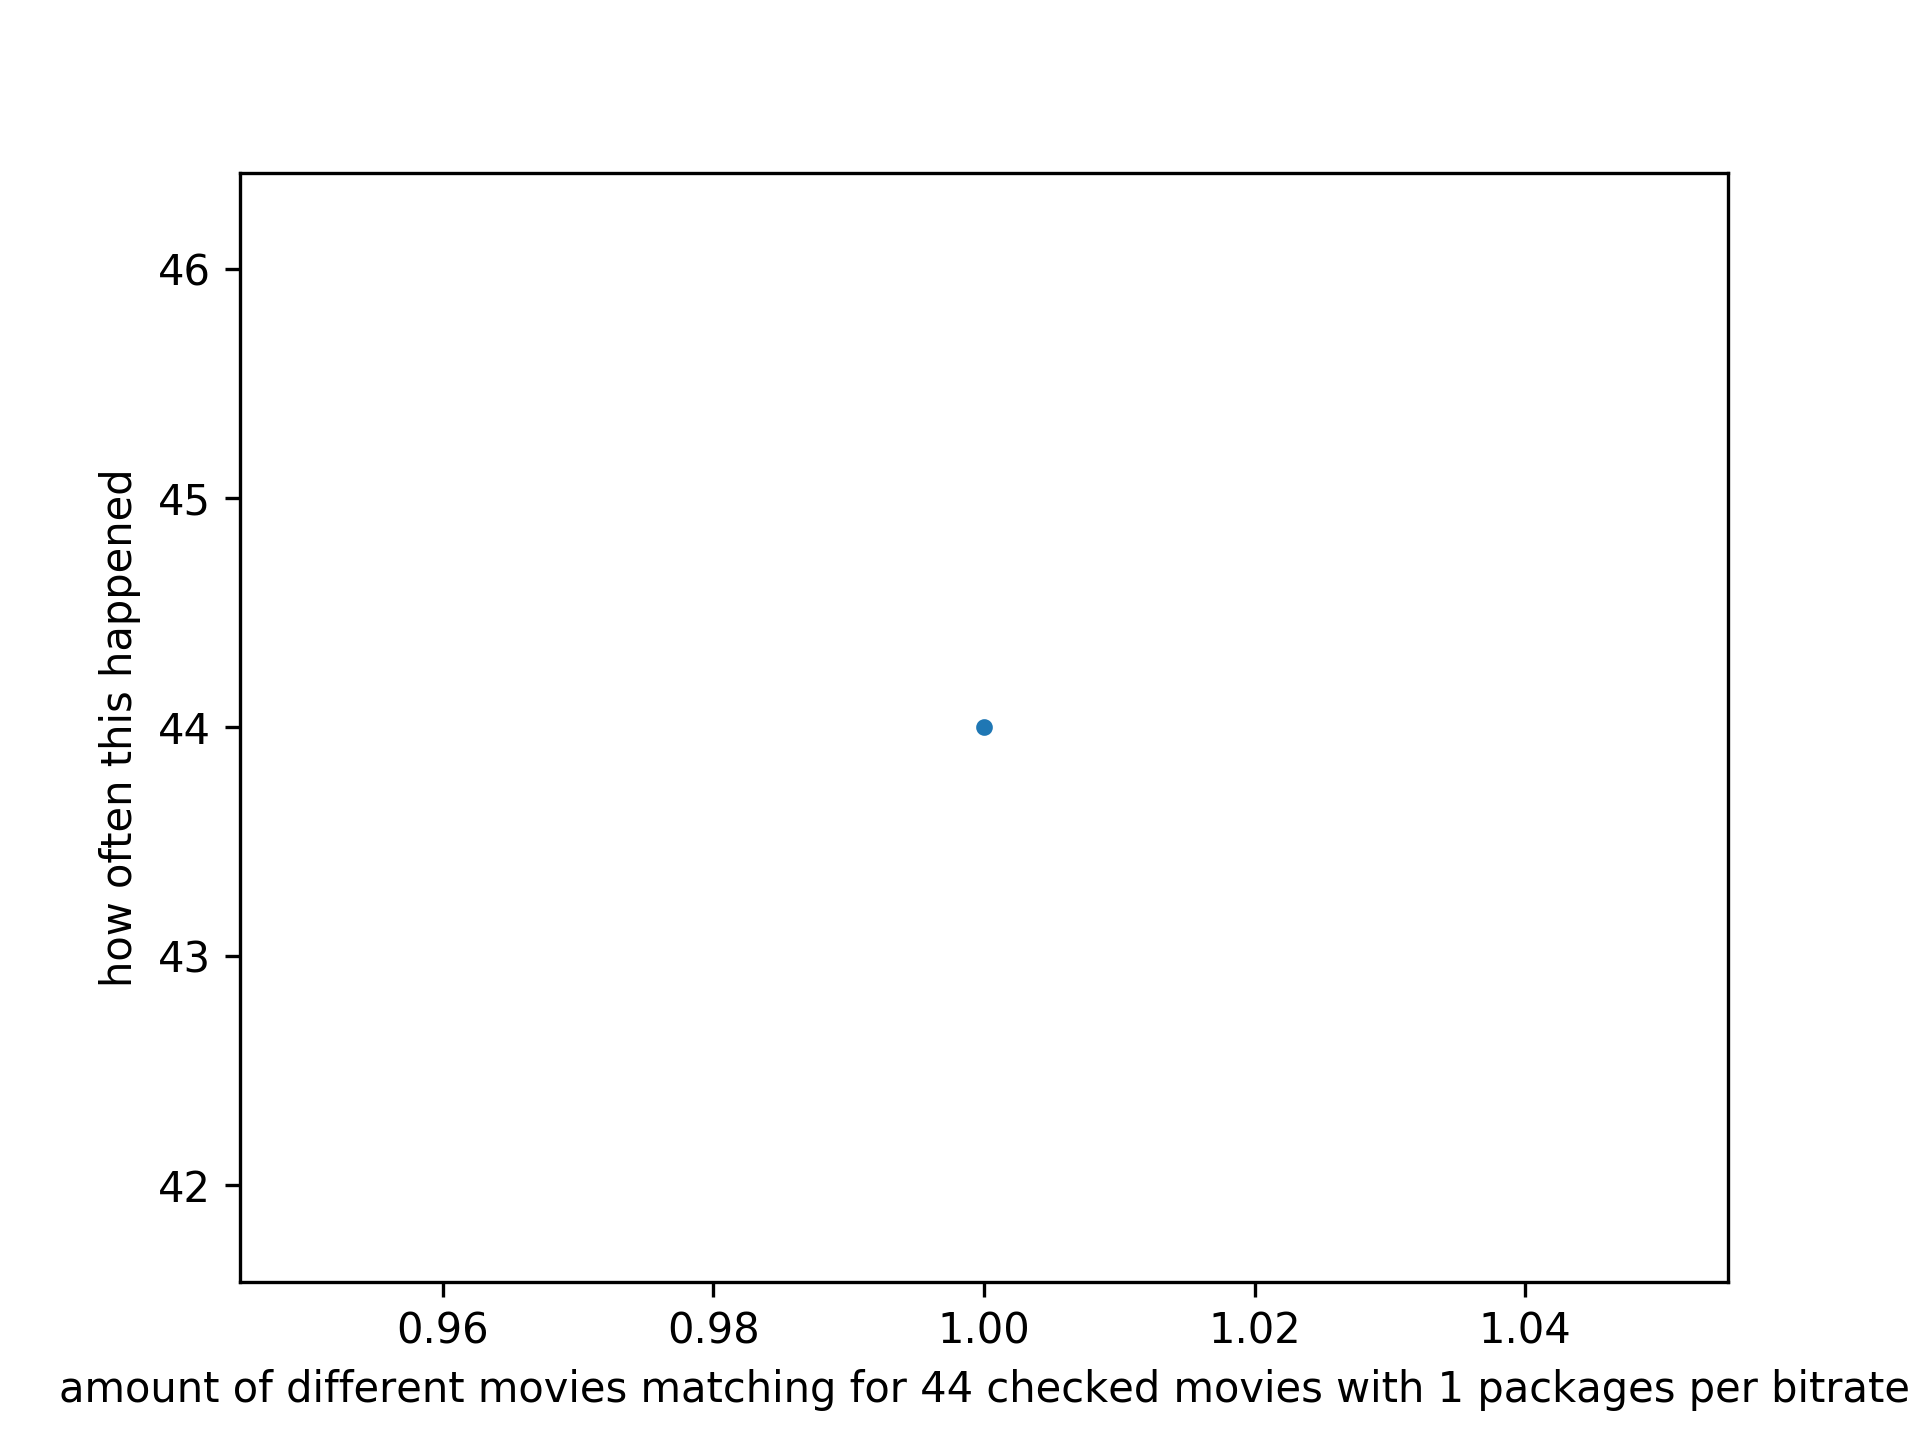 46
45
44
43
42
how often this happened
0.96 0.98 1.00 1.02 1.04
amount of different movies matching for 44 checked movies with 1 packages per bitrate